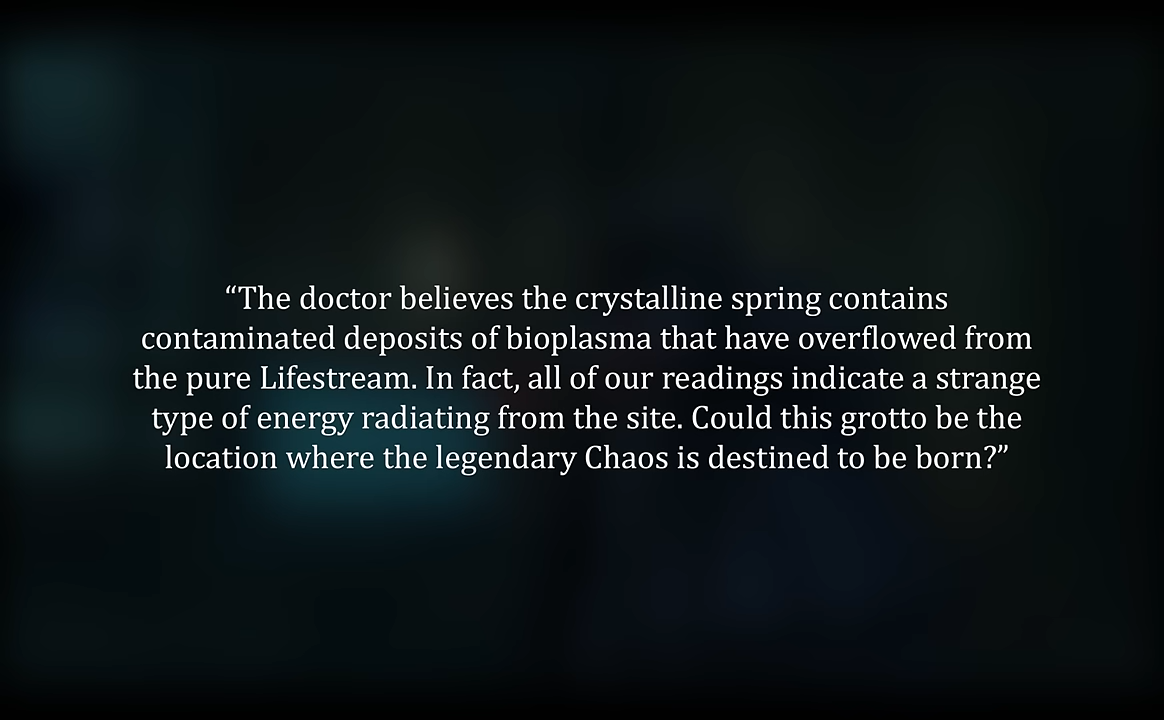 “The doctor believes the crystalline spring contains
contaminated deposits of bioplasma that have overflowed from
the pure Lifestream. In fact, all of our readings indicate a strange
type of energy radiating from the site. Could this grotto be the
location where the legendary Chaos is destined to be born?”